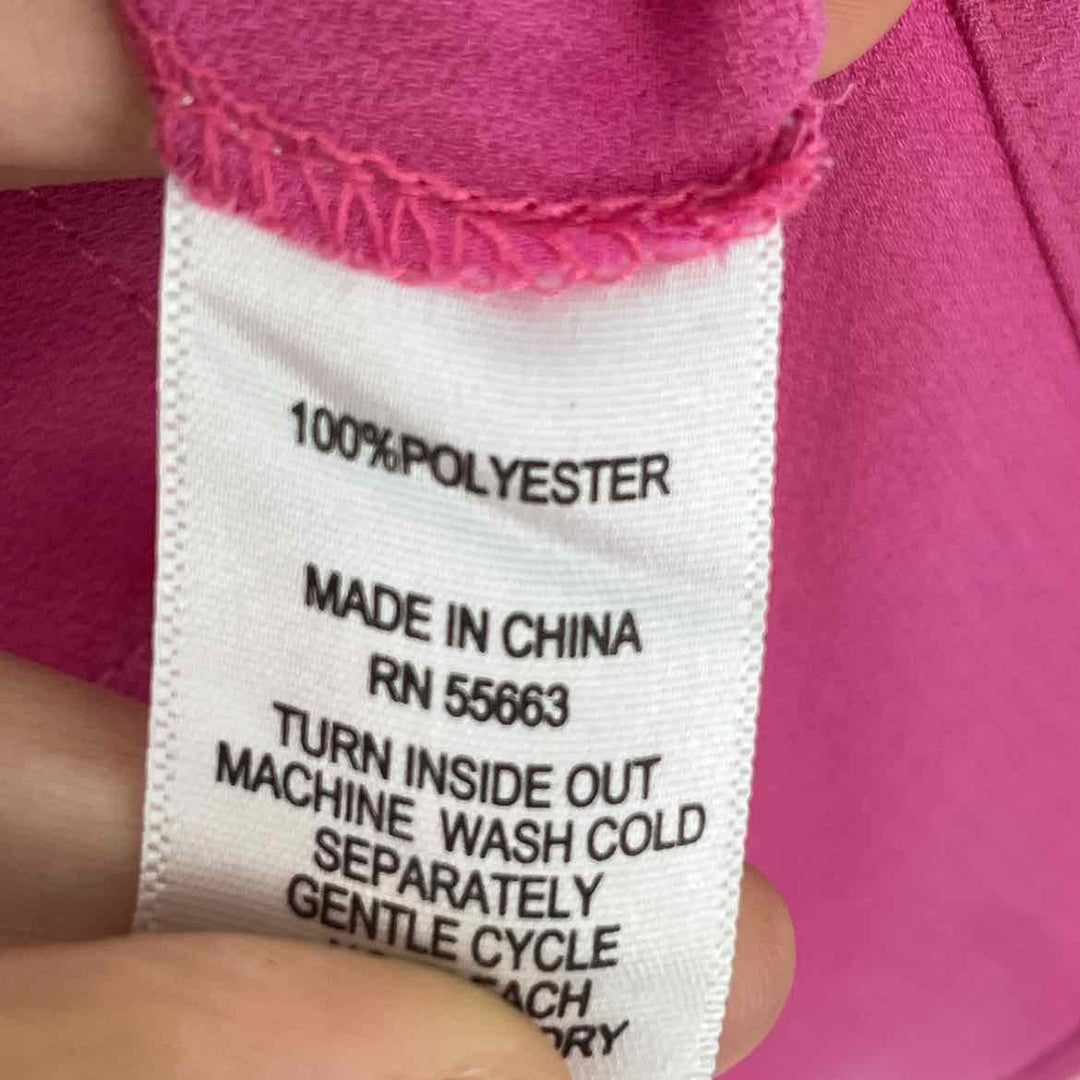 100%POLYESTER
MADE IN CHINA
RN 55663
TURN INSIDE OUT
MACHINE WASH COLD
SEPARATELY
GENTLE CYCLE